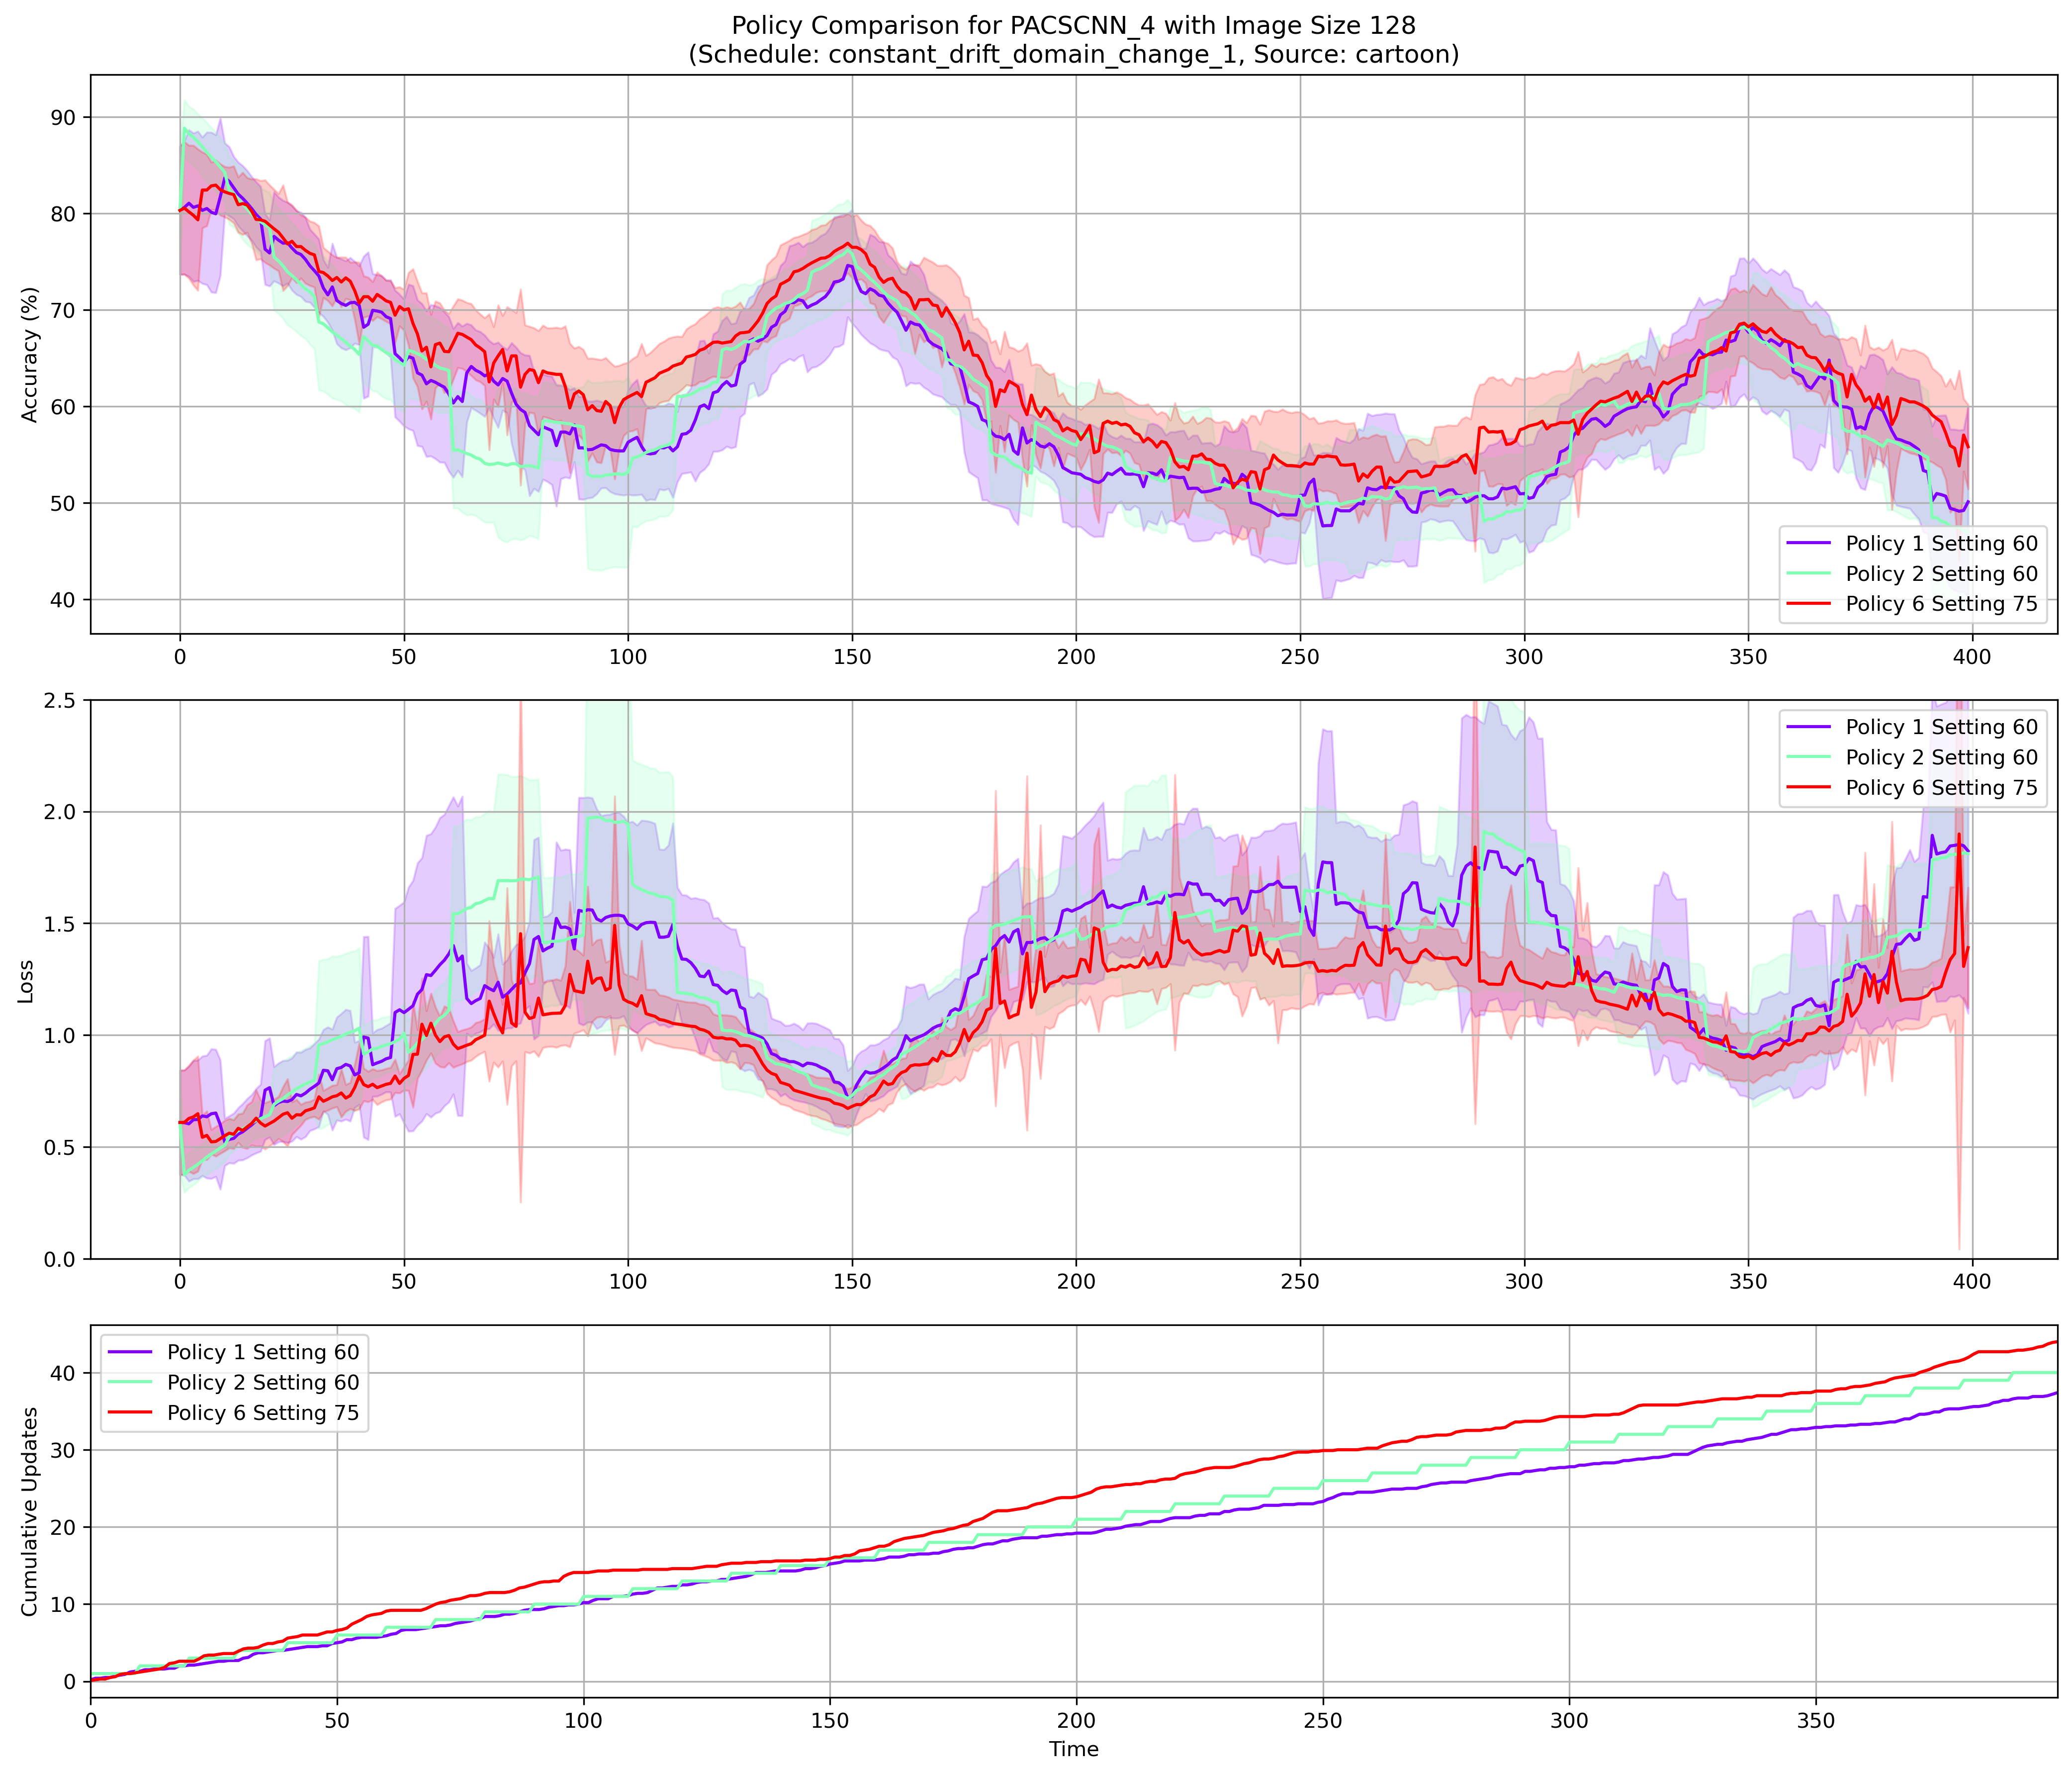 Policy Comparison for PACSCNN_4 with Image Size 128
(Schedule: constant_drift_domain_change_1, Source: cartoon)
90
80
70
60
50
40
Accuracy (%)
Policy 1 Setting 60
Policy 2 Setting 60
Policy 6 Setting 75
0 50 100 150 200 250 300 350 400
2.5
2.0
1.5
1.0
0.5
0.0
Loss
Policy 1 Setting 60
Policy 2 Setting 60
Policy 6 Setting 75
0 50 100 150 200 250 300 350 400
40
30
20
10
0
Cumulative Updates
Policy 1 Setting 60
Policy 2 Setting 60
Policy 6 Setting 75
0 50 100 150 200 250 300 350
Time